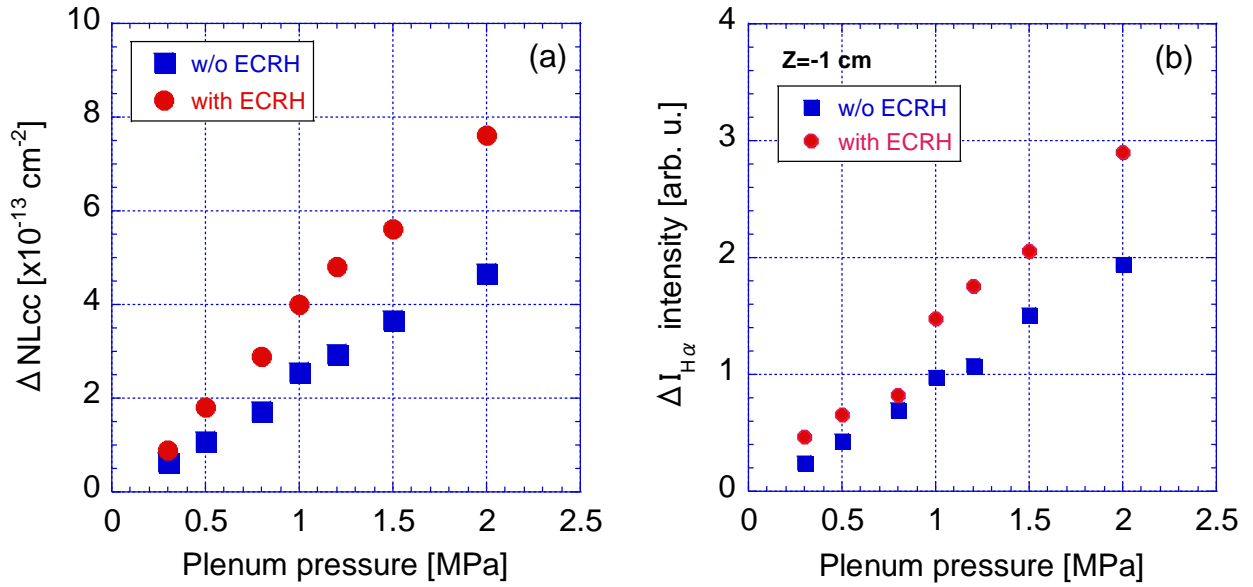 10
8
6
4
2
0
Δ NLcc [x10-13 cm-2]
(a)
w/o ECRH
with ECRH
0 0.5 1 1.5 2 2.5
Plenum pressure [MPa]
4
3
2
1
0
Δ IHα intensity [arb. u.]
(b)
Z=-1 cm
w/o ECRH
with ECRH
0 0.5 1 1.5 2 2.5
Plenum pressure [MPa]